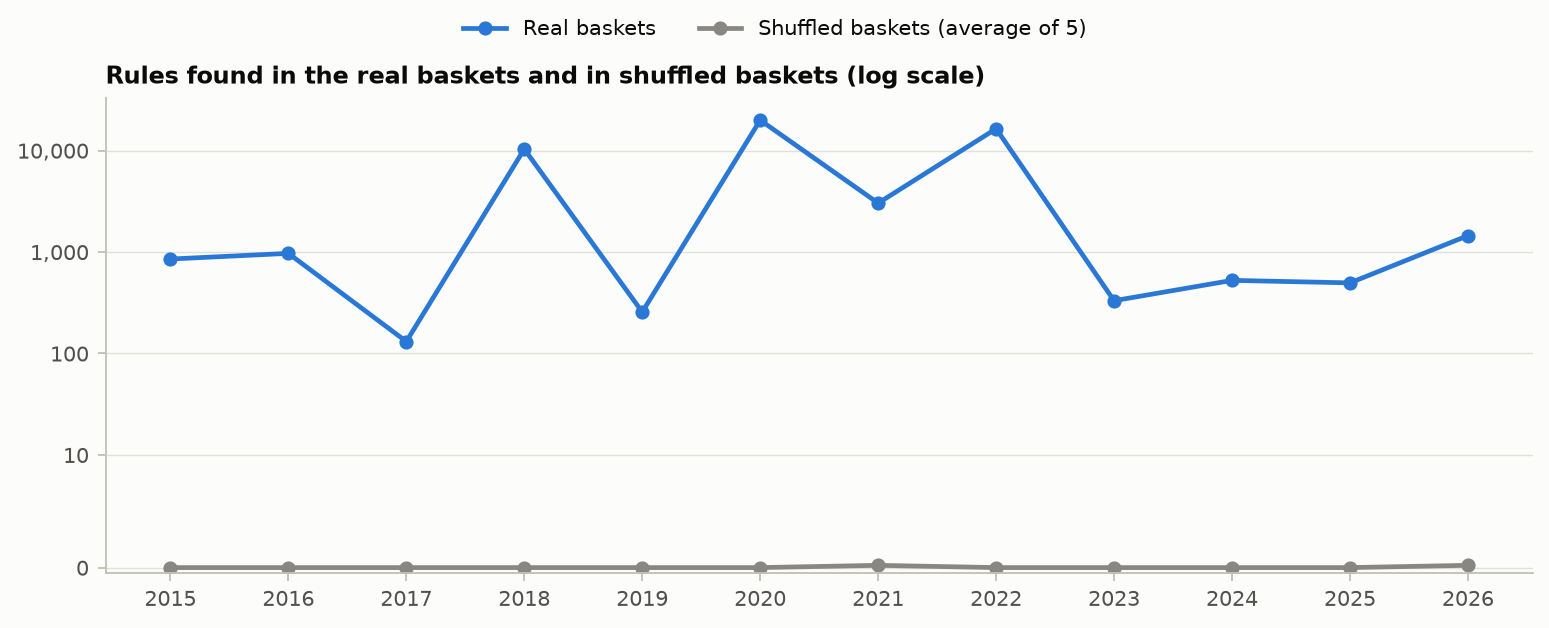 Real baskets
Shuffled baskets (average of 5)
Rules found in the real baskets and in shuffled baskets (log scale)
10,000
1,000
100
10
0
2015 2016 2017 2018 2019 2020 2021 2022 2023 2024 2025 2026